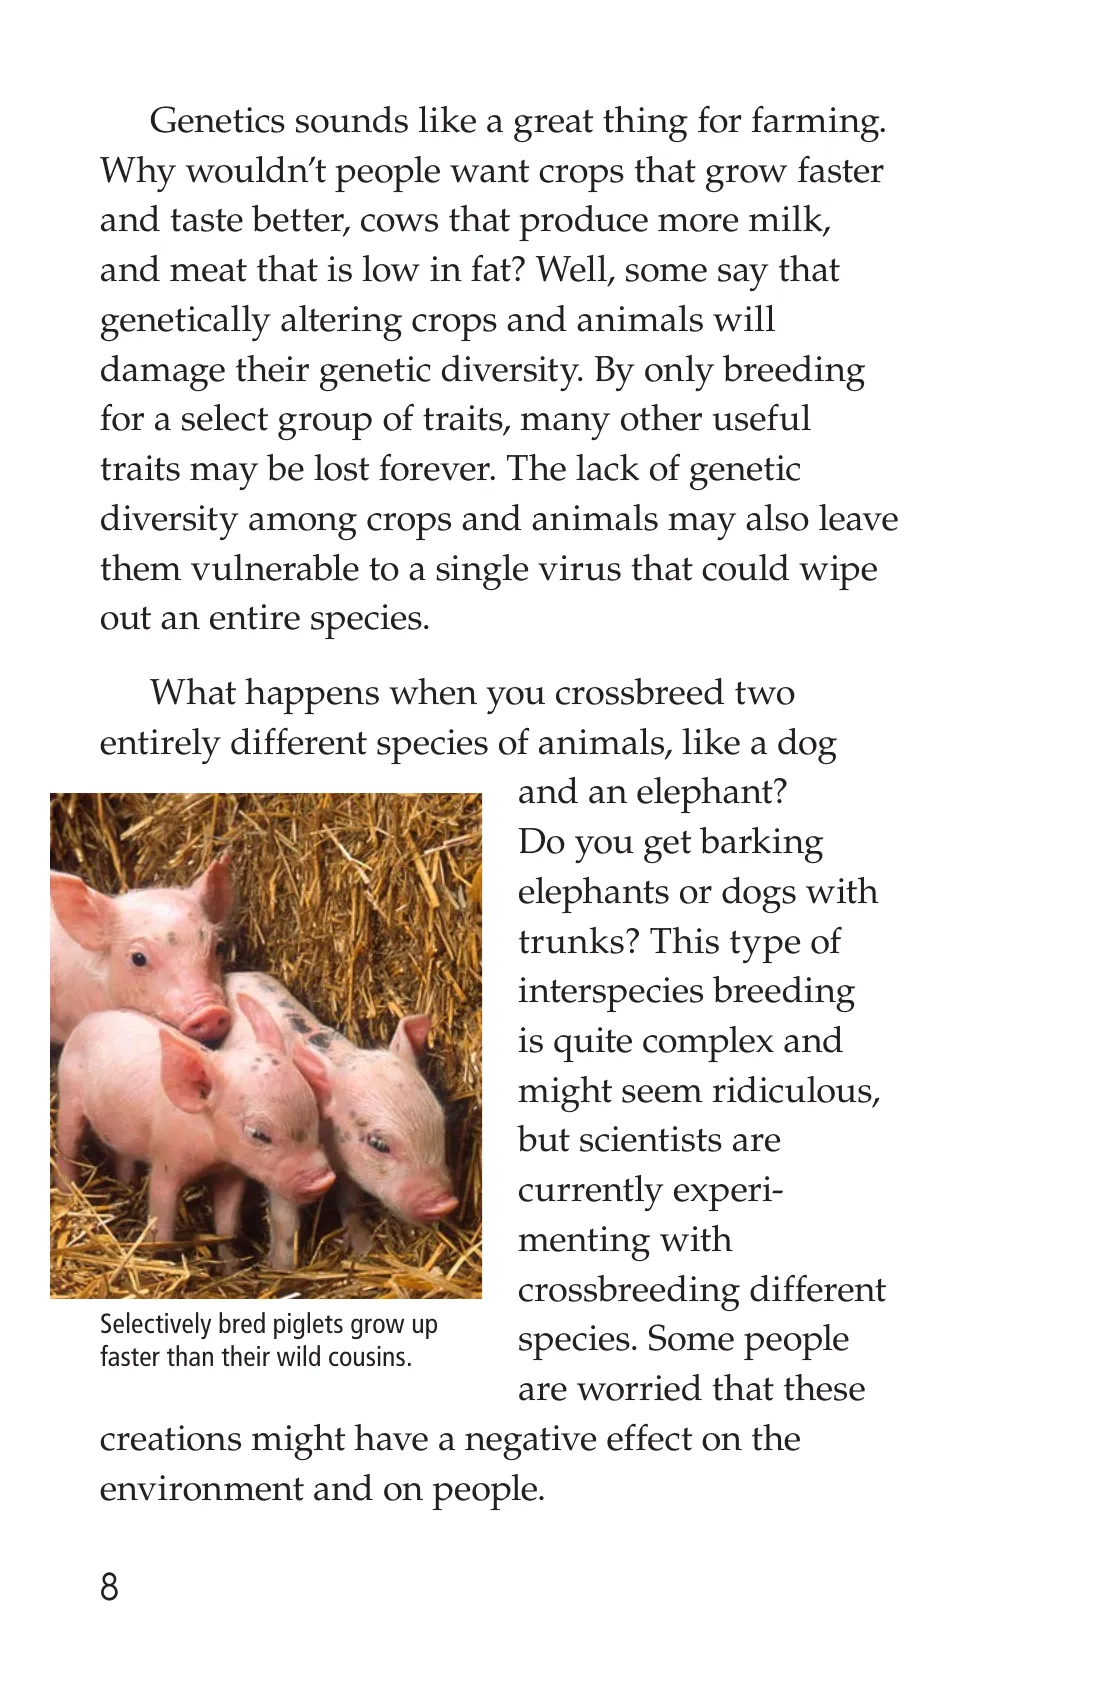 Genetics sounds like a great thing for farming.
Why wouldn’t people want crops that grow faster
and taste better, cows that produce more milk,
and meat that is low in fat? Well, some say that
genetically altering crops and animals will
damage their genetic diversity. By only breeding
for a select group of traits, many other useful
traits may be lost forever. The lack of genetic
diversity among crops and animals may also leave
them vulnerable to a single virus that could wipe
out an entire species.
What happens when you crossbreed two
entirely different species of animals, like a dog
and an elephant?
Do you get barking
elephants or dogs with
trunks? This type of
interspecies breeding
is quite complex and
might seem ridiculous,
but scientists are
currently experi-
menting with
crossbreeding different
species. Some people
are worried that these
creations might have a negative effect on the
environment and on people.
Selectively bred piglets grow up
faster than their wild cousins.
8